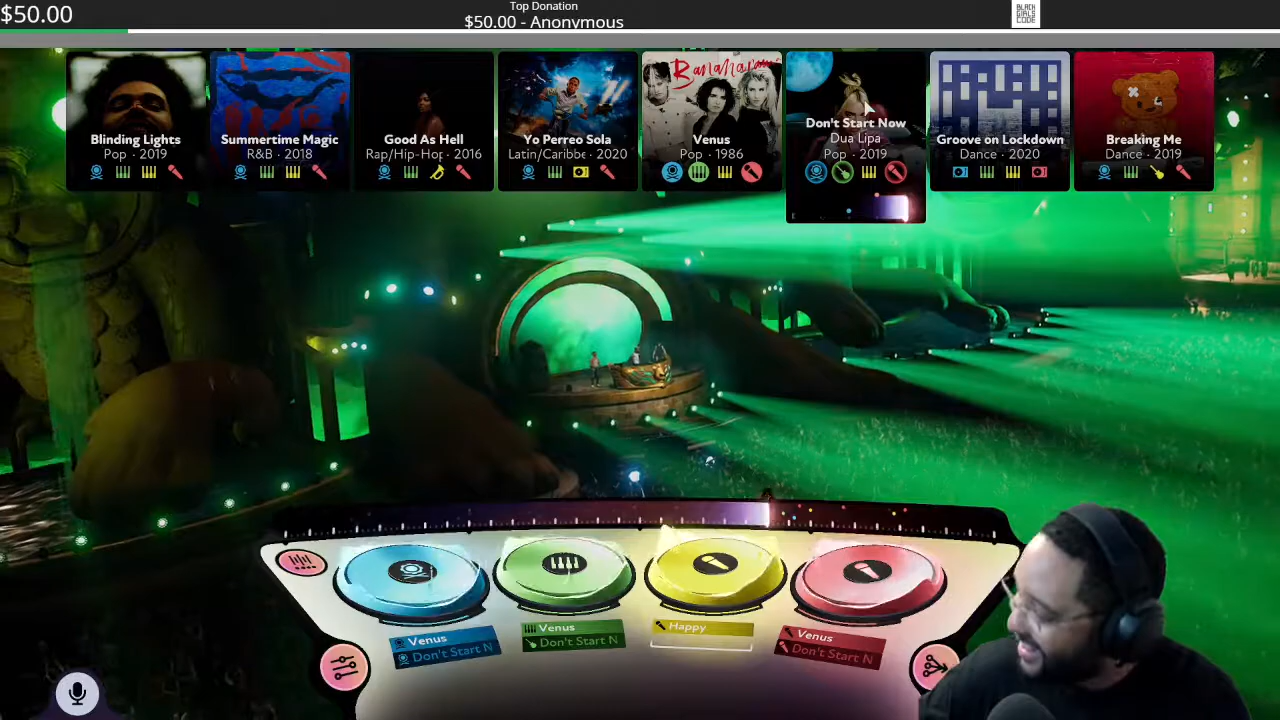 $50.00
Top Donation
$50.00 - Anonymous
BLACK
GIRLS
CODE
Blinding Lights
Pop · 2019
Summertime Magic
R&B · 2018
Good As Hell
Rap/Hip-Hop · 2016
Yo Perreo Sola
Latin/Caribbe · 2020
Bananarama
Venus
Pop · 1986
Don't Start Now
Dua Lipa
Pop · 2019
Groove on Lockdown
Dance · 2020
Breaking Me
Dance · 2019
Venus
Don't Start N
Venus
Don't Start N
Happy
Venus
Don't Start N